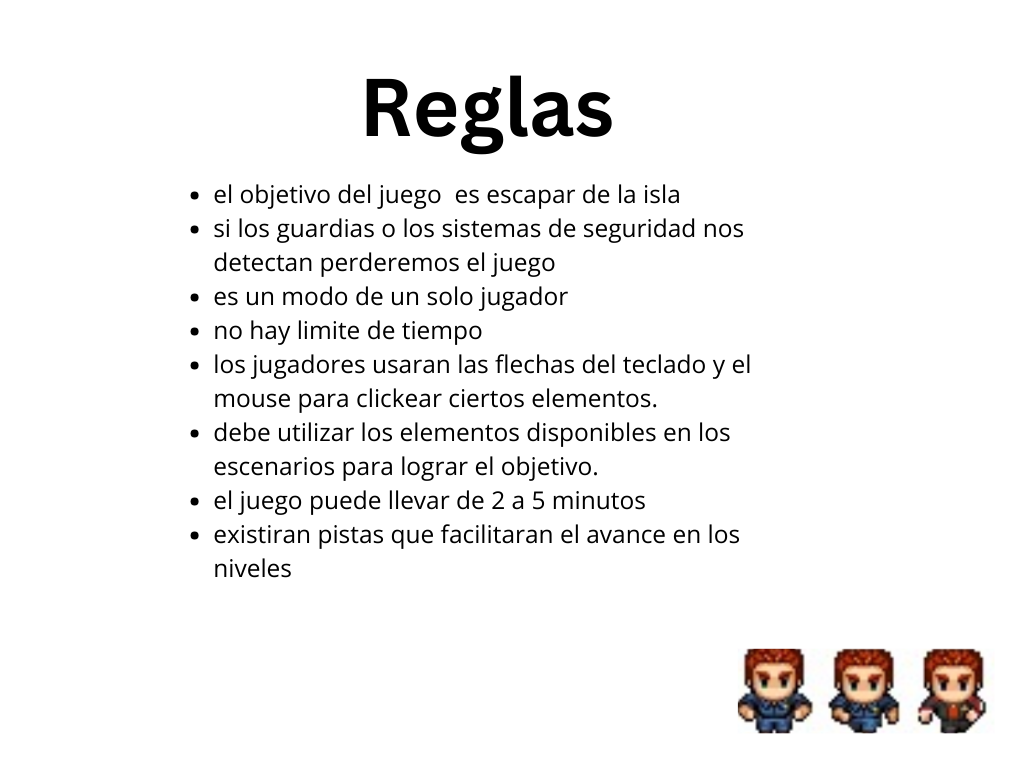 Reglas
• el objetivo del juego  es escapar de la isla
• si los guardias o los sistemas de seguridad nos
detectan perderemos el juego
• es un modo de un solo jugador
• no hay limite de tiempo
• los jugadores usaran las flechas del teclado y el
mouse para clickear ciertos elementos.
• debe utilizar los elementos disponibles en los
escenarios para lograr el objetivo.
• el juego puede llevar de 2 a 5 minutos
• existiran pistas que facilitaran el avance en los
niveles